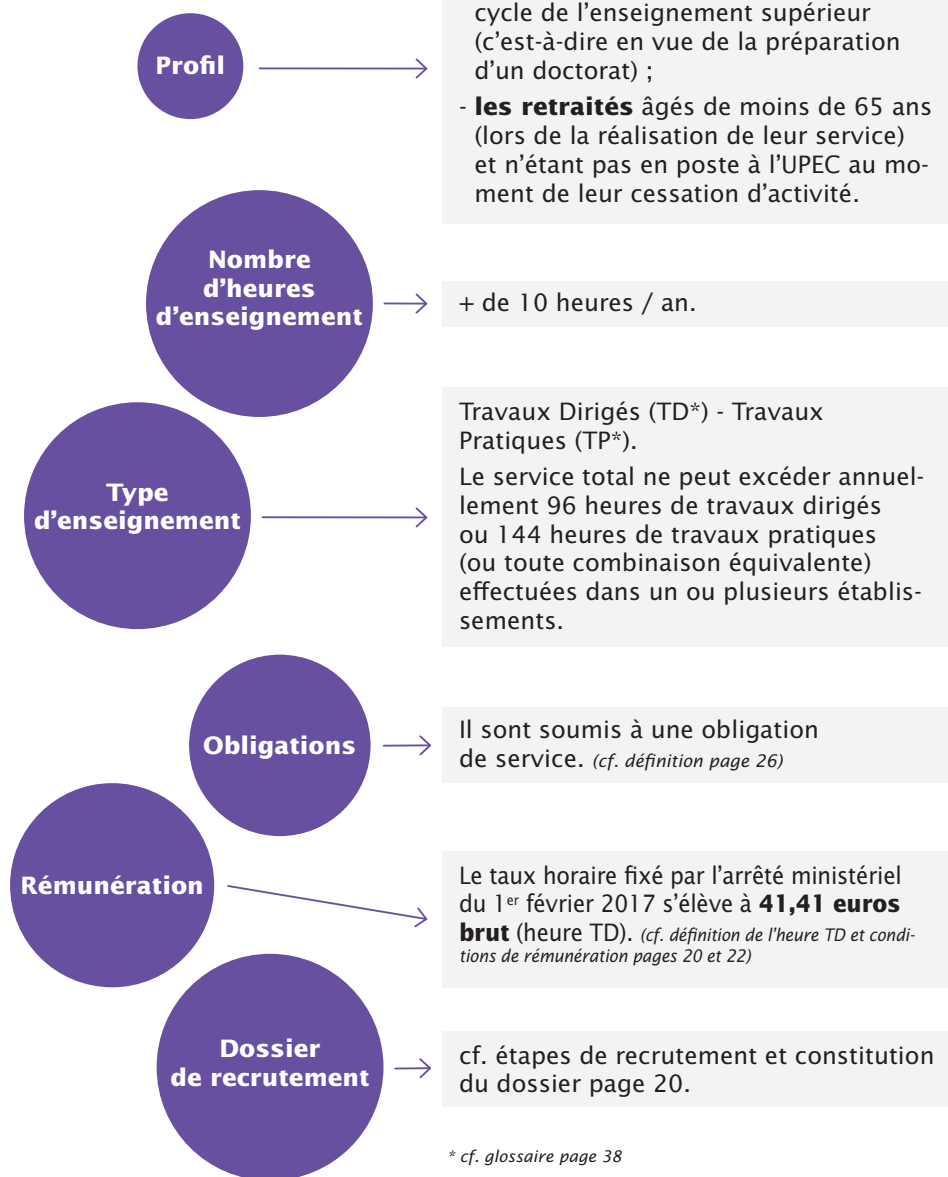 Profil
cycle de l’enseignement supérieur
(c’est-à-dire en vue de la préparation
d’un doctorat) ;
- les retraités âgés de moins de 65 ans
(lors de la réalisation de leur service)
et n’étant pas en poste à l’UPEC au mo-
ment de leur cessation d’activité.
Nombre
d’heures
d’enseignement
+ de 10 heures / an.
Type
d’enseignement
Travaux Dirigés (TD*) - Travaux
Pratiques (TP*).
Le service total ne peut excéder annuel-
lement 96 heures de travaux dirigés
ou 144 heures de travaux pratiques
(ou toute combinaison équivalente)
effectuées dans un ou plusieurs établis-
sements.
Obligations
Il sont soumis à une obligation
de service. (cf. définition page 26)
Rémunération
Le taux horaire fixé par l’arrêté ministériel
du 1er février 2017 s’élève à 41,41 euros
brut (heure TD). (cf. définition de l’heure TD et condi-
tions de rémunération pages 20 et 22)
Dossier
de recrutement
cf. étapes de recrutement et constitution
du dossier page 20.
* cf. glossaire page 38